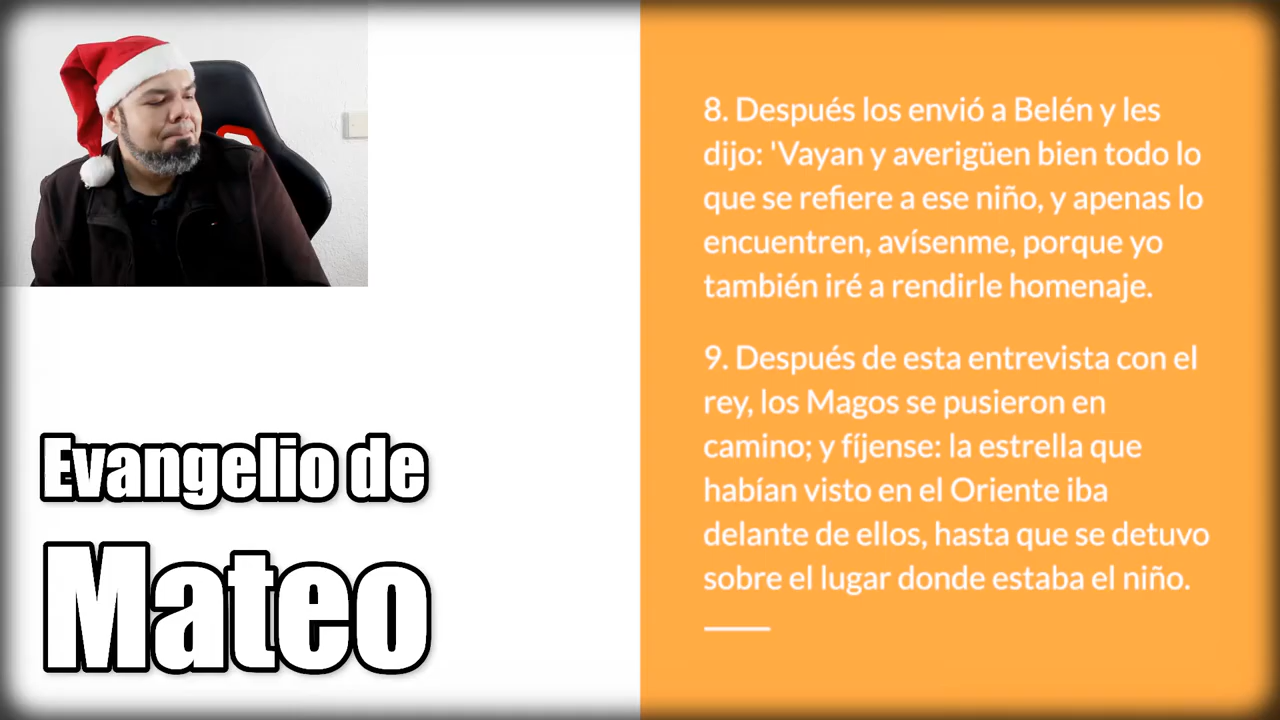 Evangelio de
Mateo
8. Después los envió a Belén y les
dijo: 'Vayan y averigüen bien todo lo
que se refiere a ese niño, y apenas lo
encuentren, avísenme, porque yo
también iré a rendirle homenaje.
9. Después de esta entrevista con el
rey, los Magos se pusieron en
camino; y fíjense: la estrella que
habían visto en el Oriente iba
delante de ellos, hasta que se detuvo
sobre el lugar donde estaba el niño.